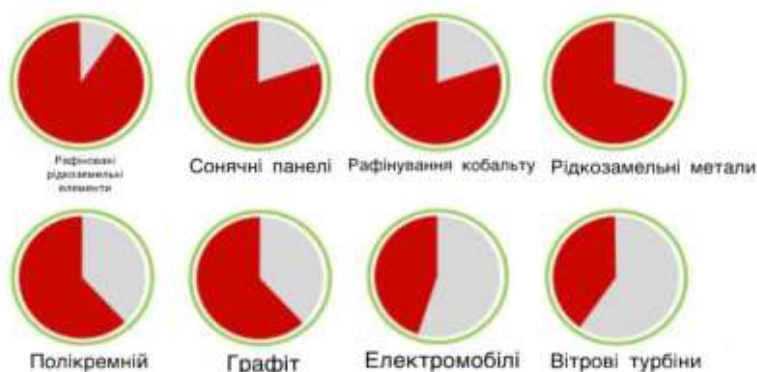 Рафіновані
рідкоземельні
елементи
Сонячні панелі
Рафінування кобальту
Рідкозамельні метали
Полікремній
Графіт
Електромобілі
Вітрові турбіни